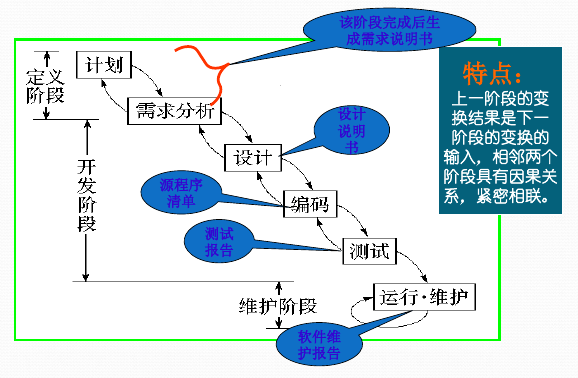 该阶段完成后生
成需求说明书
计划
定义
阶段
需求分析
特点：
上一阶段的变
换结果是下一
阶段的变换的
输入，相邻两个
阶段具有因果关
系，紧密相联。
设计
说明
书
设计
开发阶段
源程序
清单
编码
测试
报告
测试
维护阶段
运行·维护
软件维
护报告